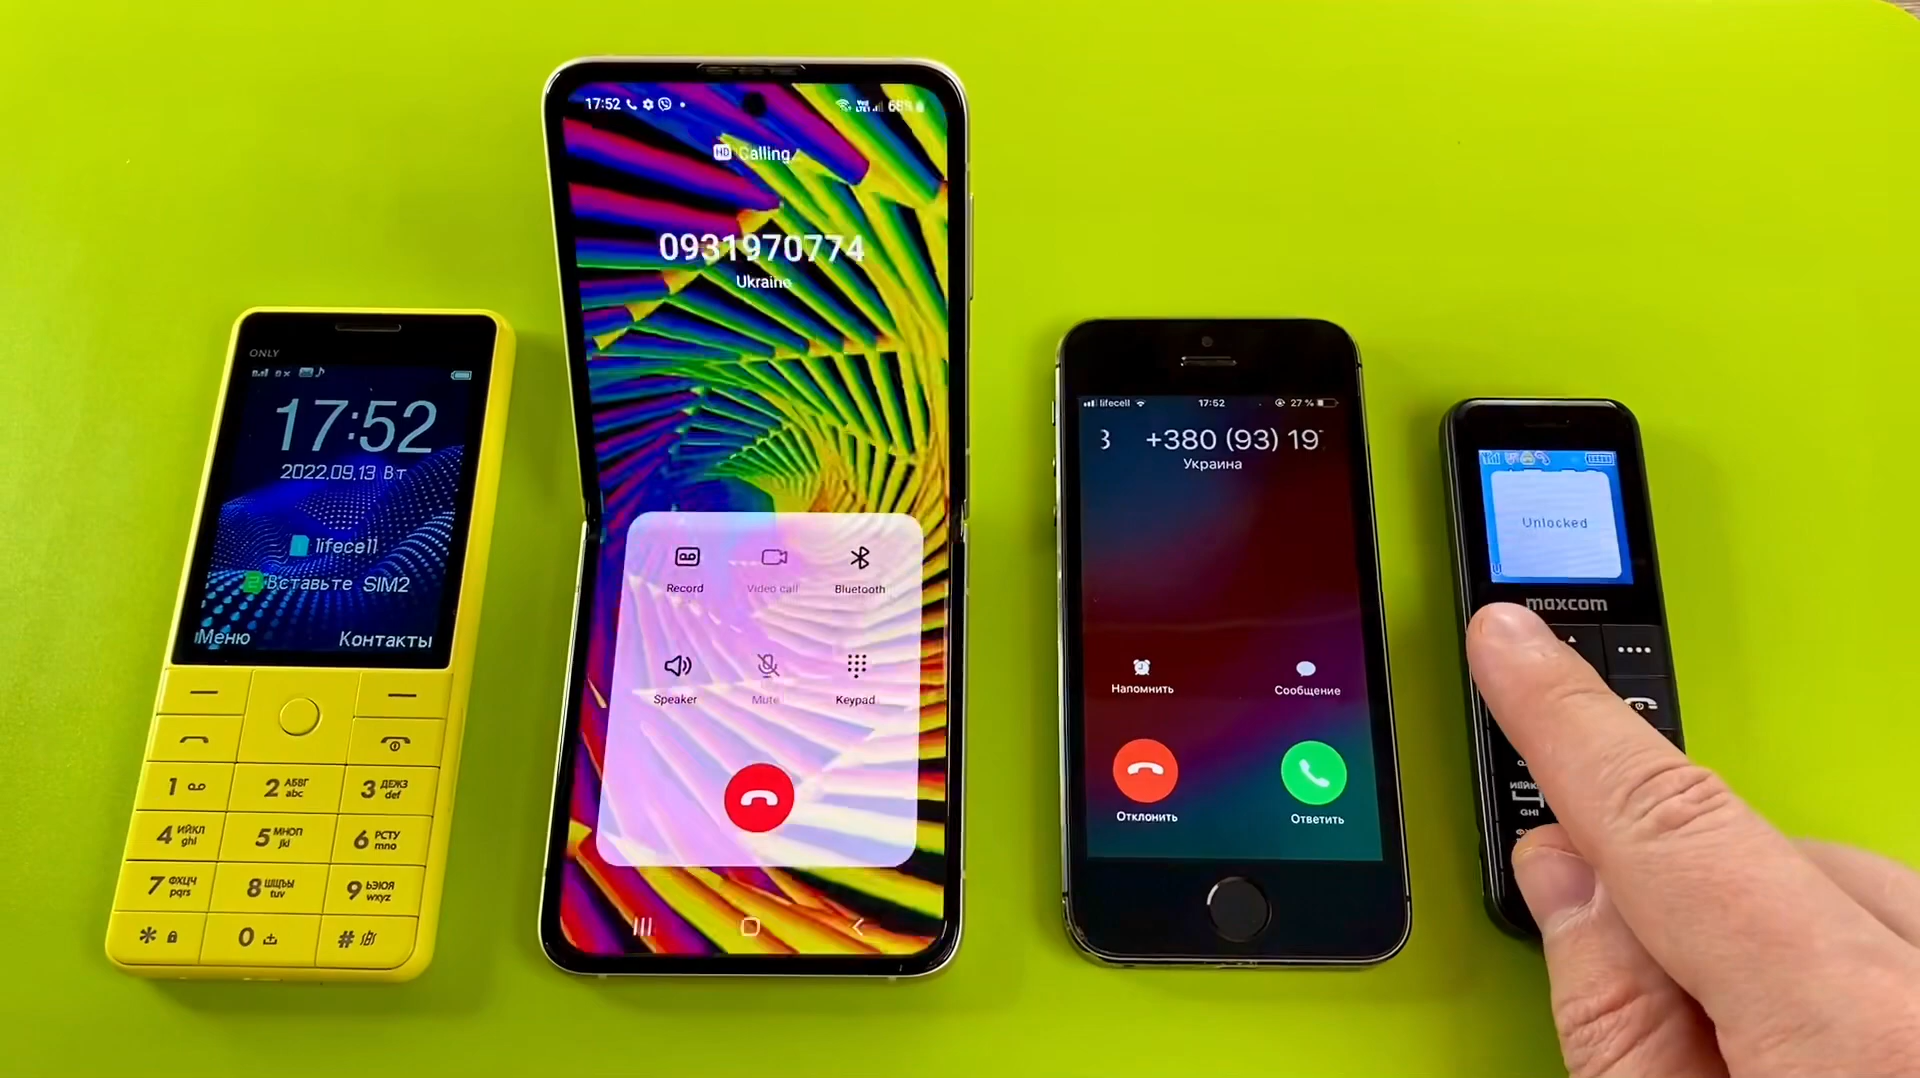 ONLY
17:52
2022.09.13 Вт
lifecell
Вставьте SIM2
Меню Контакты
1
2 АБВГ abc
3 ДЕЖЗ def
4 ИЙКЛ ghi
5 МНОП jkl
6 РСТУ mno
7 ФХЦЧ pqrs
8 ШЩЪЫ tuv
9 ЬЭЮЯ wxyz
* 0 #
17:52 68%
HD Calling
0931970774
Ukraine
Record Video call Bluetooth
Speaker Mute Keypad
lifecell 17:52 27 %
3 +380 (93) 19
Украина
Напомнить Сообщение
Отклонить Ответить
Unlocked
maxcom
GHI